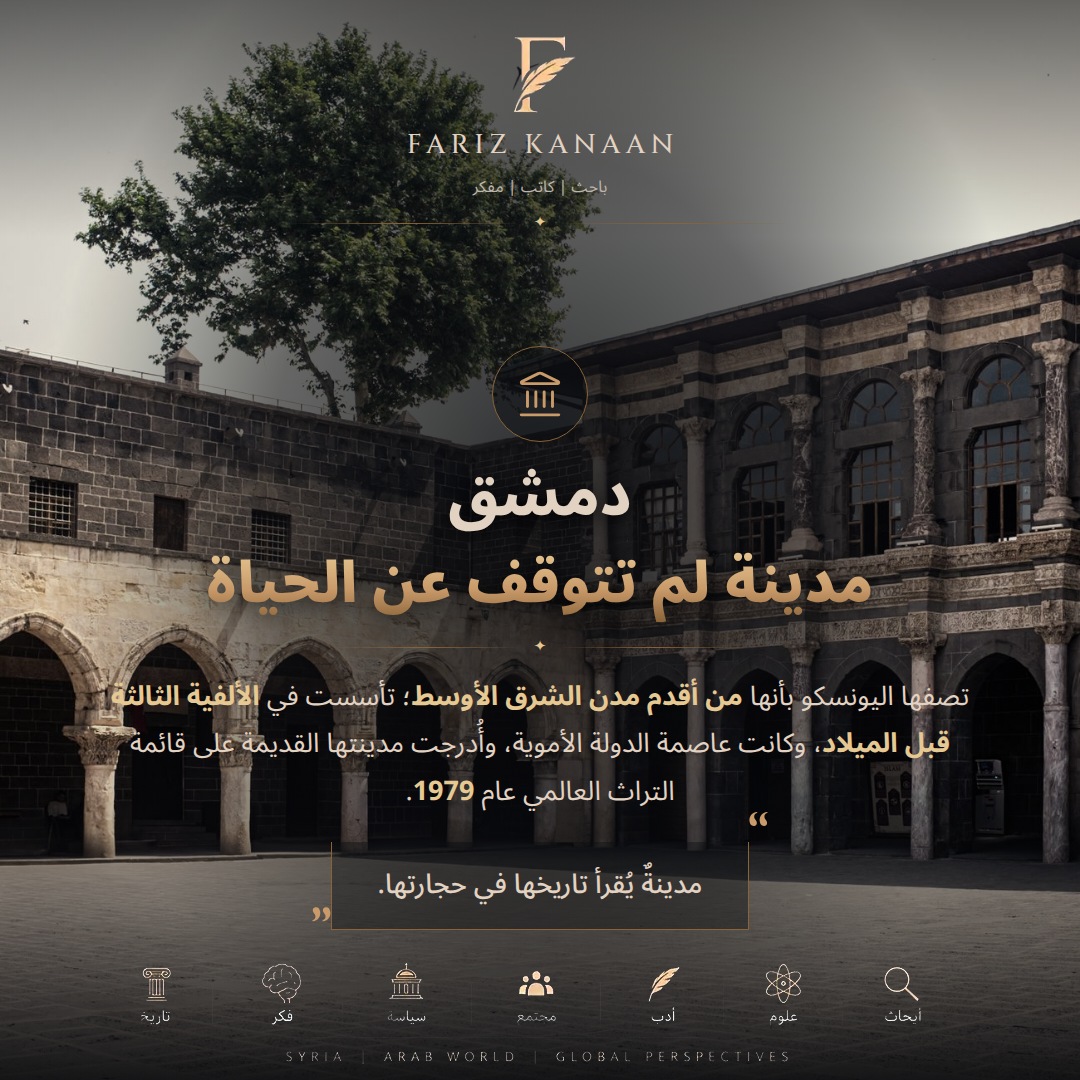 FARIZ KANAAN
باحث | كاتب | مفكر
دمشق
مدينة لم تتوقف عن الحياة
تصفها اليونسكو بأنها من أقدم مدن الشرق الأوسط؛ تأسست في الألفية الثالثة
قبل الميلاد، وكانت عاصمة الدولة الأموية، وأُدرجت مدينتها القديمة على قائمة
التراث العالمي عام 1979.
“
مدينةٌ يُقرأ تاريخها في حجارتها.
”
أبحاث علوم أدب مجتمع سياسة فكر تاريخ
SYRIA | ARAB WORLD | GLOBAL PERSPECTIVES